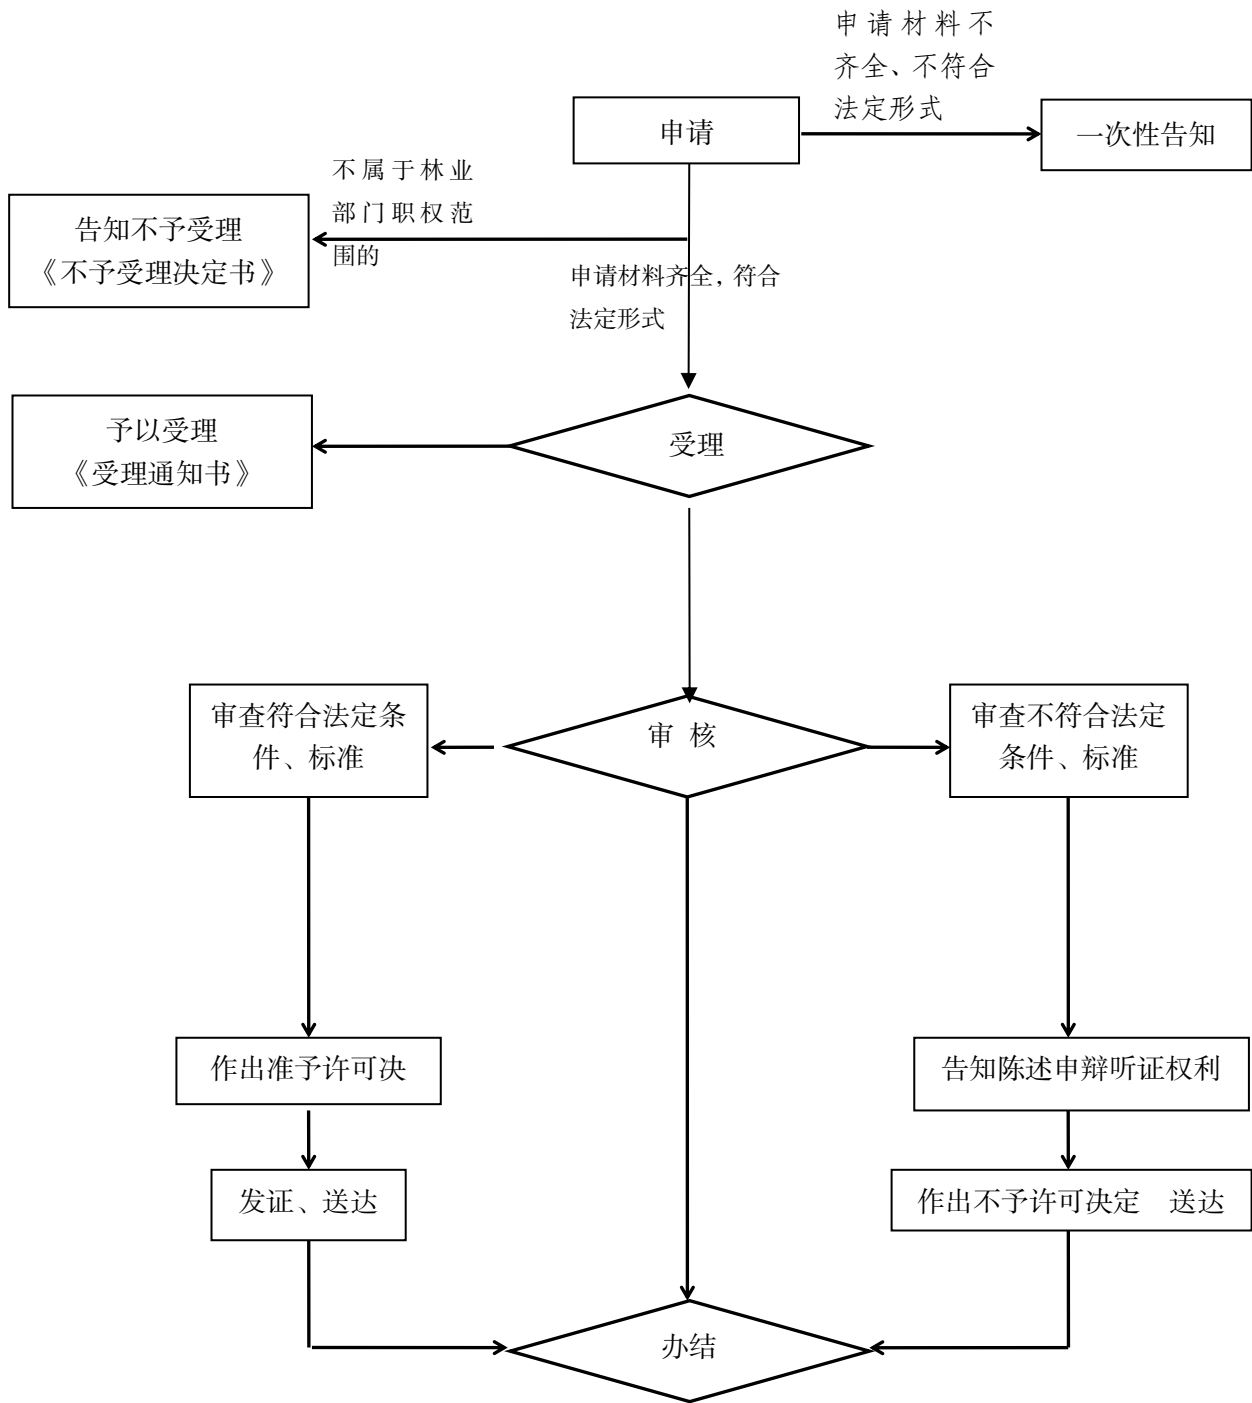 申请材料不
齐全、不符合
法定形式
申请
一次性告知
不属于林业
部门职权范
围的
告知不予受理
《不予受理决定书》
申请材料齐全，符合
法定形式
予以受理
《受理通知书》
受理
审查符合法定条
件、标准
审 核
审查不符合法定
条件、标准
作出准予许可决
告知陈述申辩听证权利
发证、送达
作出不予许可决定　送达
办结